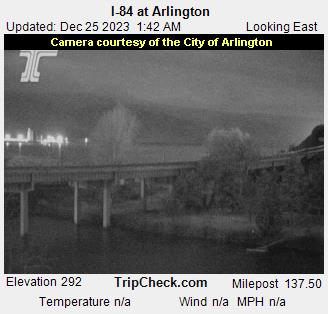 I-84 at Arlington
Updated: Dec 25 2023 1:42 AM Looking East
Camera courtesy of the City of Arlington
Elevation 292 TripCheck.com Milepost 137.50
Temperature n/a Wind n/a MPH n/a